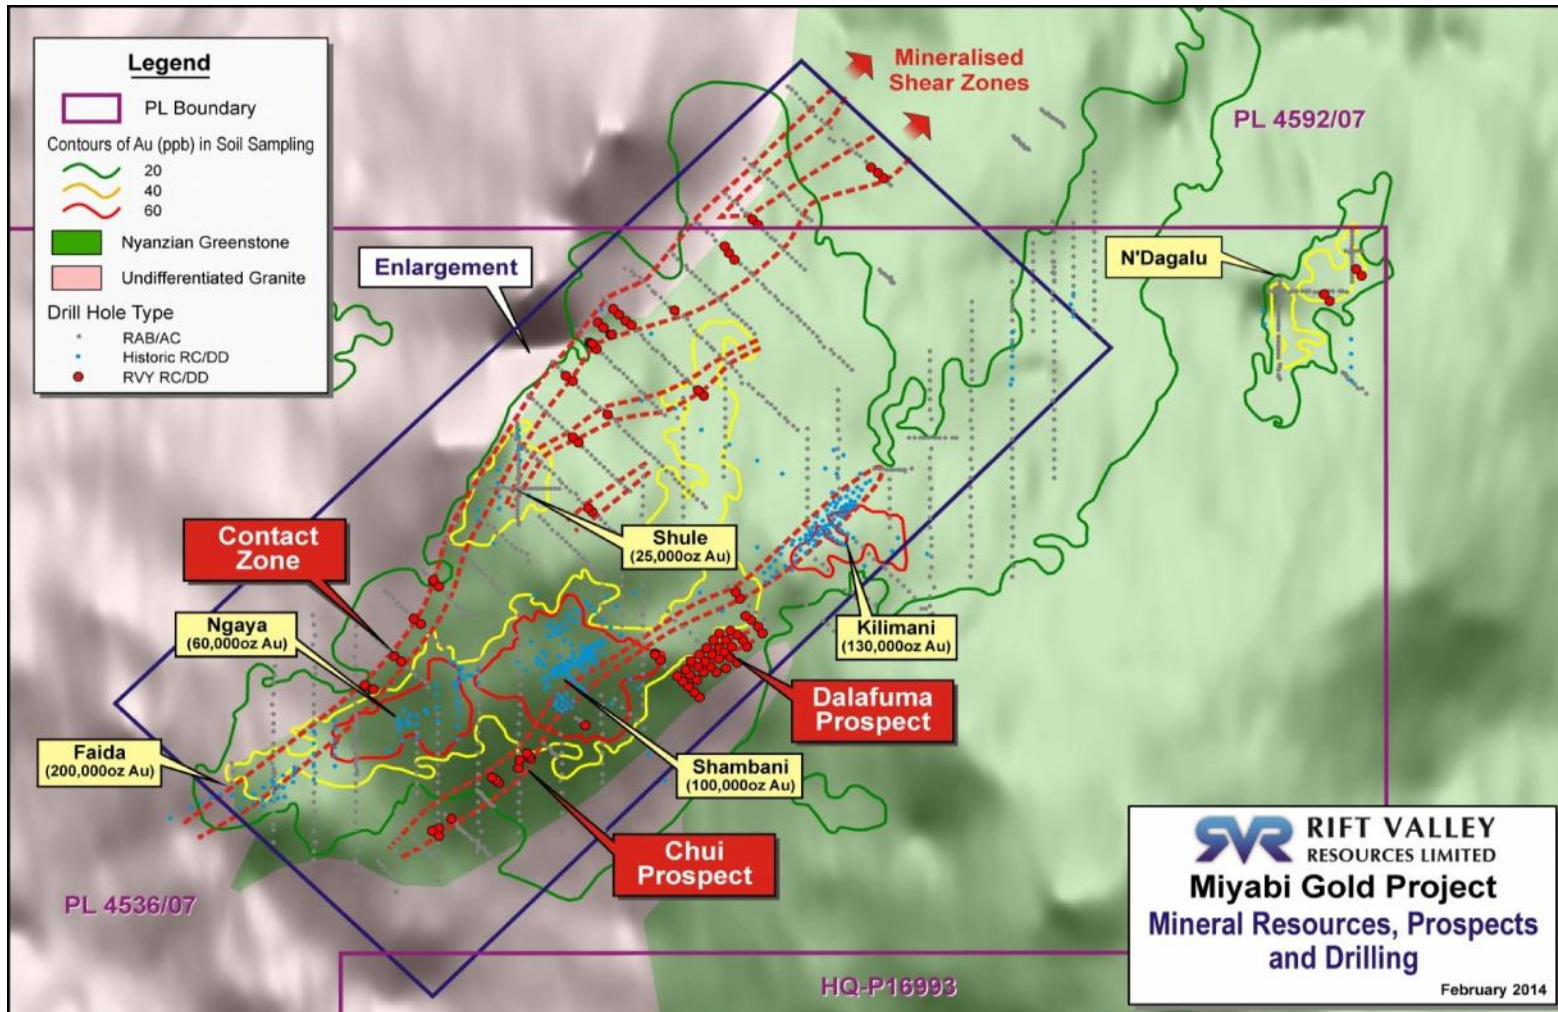 Legend
PL Boundary
Contours of Au (ppb) in Soil Sampling
20
40
60
Nyanzian Greenstone
Undifferentiated Granite
Drill Hole Type
RAB/AC
Historic RC/DD
RVY RC/DD
Mineralised
Shear Zones
PL 4592/07
Enlargement
N'Dagalu
Contact
Zone
Shule
(25,000oz Au)
Ngaya
(60,000oz Au)
Kilimani
(130,000oz Au)
Dalafuma
Prospect
Faida
(200,000oz Au)
Shambani
(100,000oz Au)
Chui
Prospect
PL 4536/07
HQ-P16993
SVR
RIFT VALLEY
RESOURCES LIMITED
Miyabi Gold Project
Mineral Resources, Prospects
and Drilling
February 2014